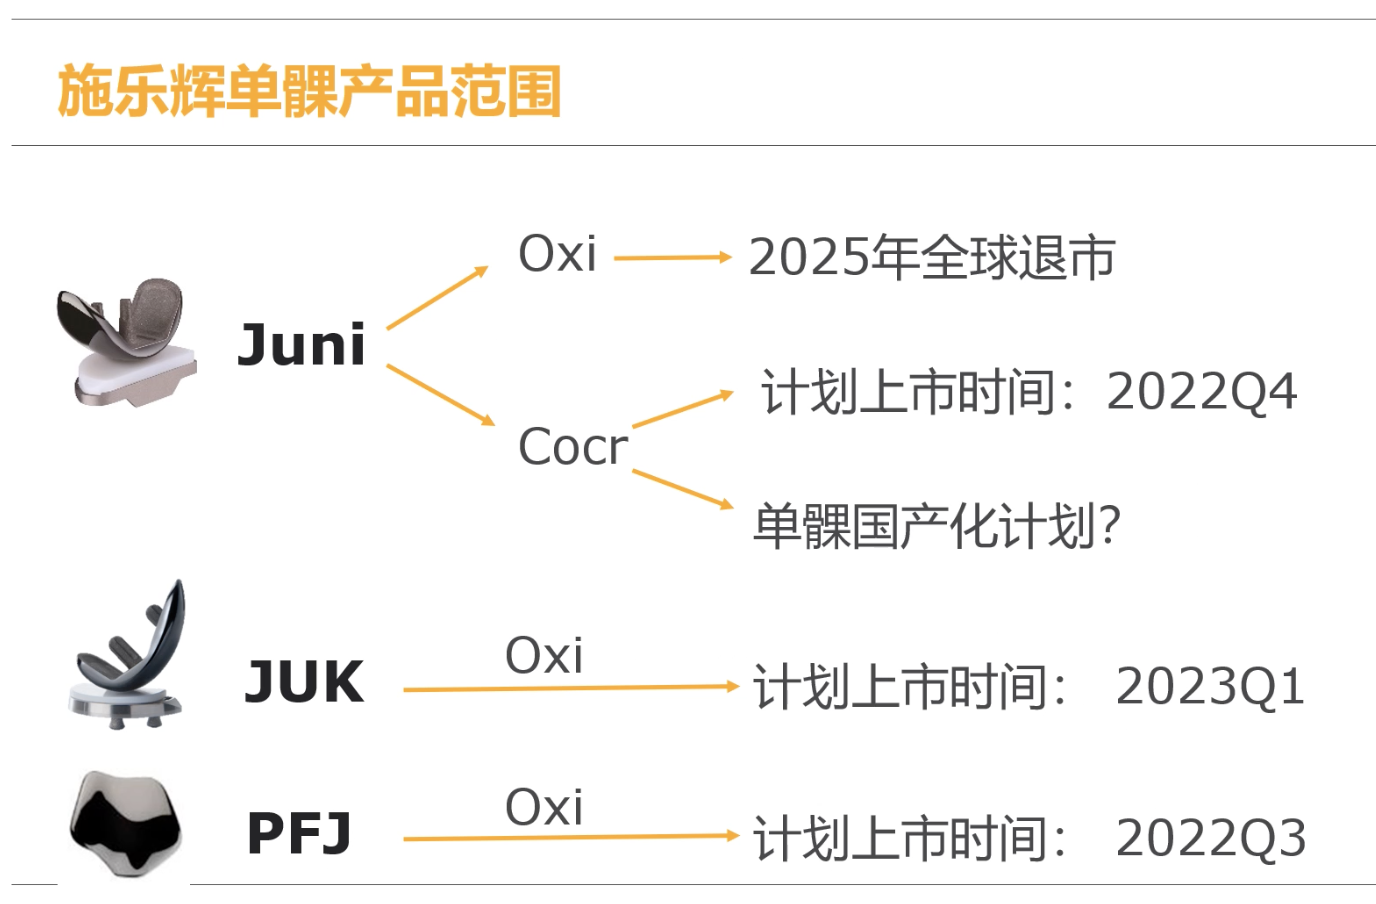 施乐辉单髁产品范围
Oxi
2025年全球退市
Juni
计划上市时间：2022Q4
Cocr
单髁国产化计划？
Oxi
JUK
计划上市时间： 2023Q1
Oxi
PFJ
计划上市时间： 2022Q3